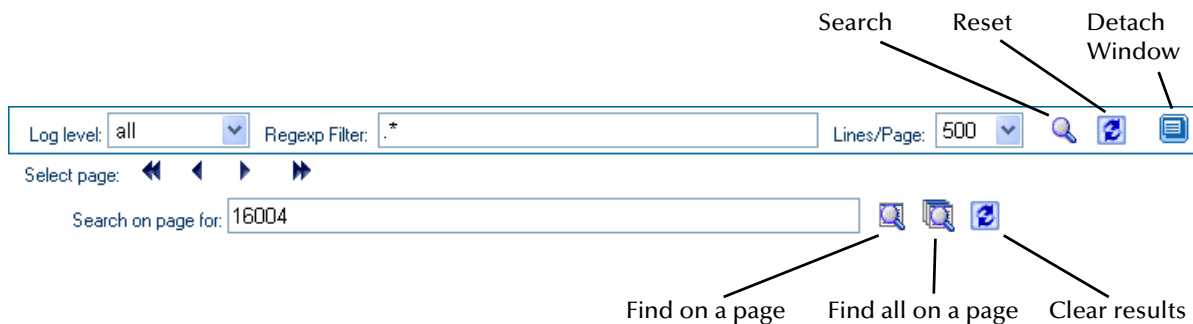 Search Reset Detach Window
Log level: all Regexp Filter: .* Lines/Page: 500
Select page:
Search on page for: 16004
Find on a page Find all on a page Clear results